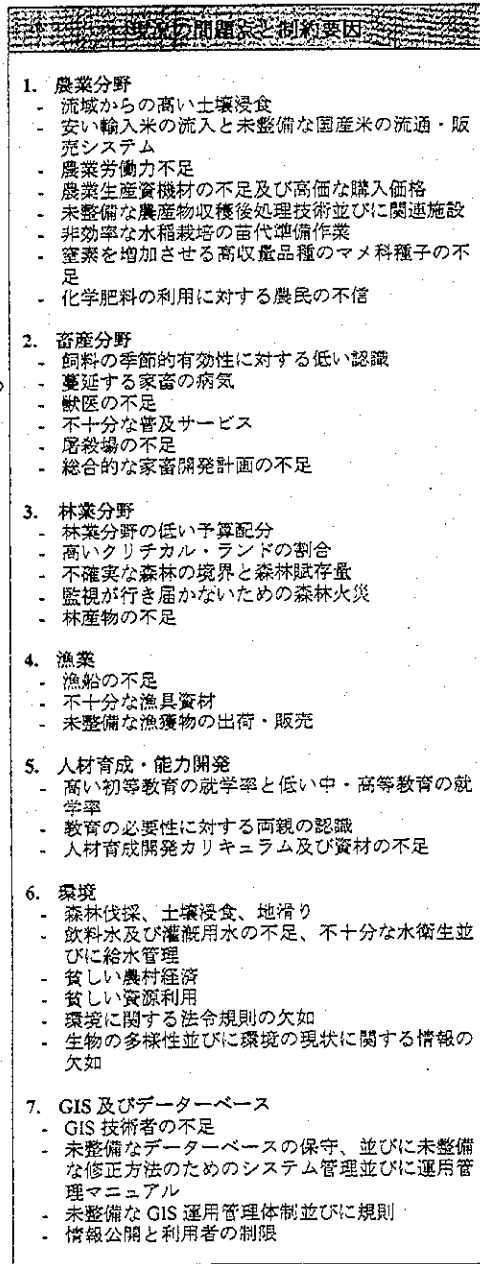 現況の問題点と制約要因
1. 農業分野
- 流域からの高い土壌浸食
- 安い輸入米の流入と未整備な国産米の流通・販
売システム
- 農業労働力不足
- 農業生産資機材の不足及び高価な購入価格
- 未整備な農産物収穫後処理技術並びに関連施設
- 非効率な水稲栽培の苗代準備作業
- 窒素を増加させる高収量品種のマメ科種子の不
足
- 化学肥料の利用に対する農民の不信
2. 畜産分野
- 飼料の季節的有効性に対する低い認識
- 蔓延する家畜の病気
- 獣医の不足
- 不十分な普及サービス
- 屠殺場の不足
- 総合的な家畜開発計画の不足
3. 林業分野
- 林業分野の低い予算配分
- 高いクリチカル・ランドの割合
- 不確実な森林の境界と森林賦存量
- 監視が行き届かないための森林火災
- 林産物の不足
4. 漁業
- 漁船の不足
- 不十分な漁具資材
- 未整備な漁獲物の出荷・販売
5. 人材育成・能力開発
- 高い初等教育の就学率と低い中・高等教育の就
学率
- 教育の必要性に対する両親の認識
- 人材育成開発カリキュラム及び資材の不足
6. 環境
- 森林伐採、土壌浸食、地滑り
- 飲料水及び灌漑用水の不足、不十分な水衛生並
びに給水管理
- 貧しい農村経済
- 貧しい資源利用
- 環境に関する法令規則の欠如
- 生物の多様性並びに環境の現状に関する情報の
欠如
7. GIS 及びデーターベース
- GIS 技術者の不足
- 未整備なデーターベースの保守、並びに未整備
な修正方法のためのシステム管理並びに運用管
理マニュアル
- 未整備な GIS 運用管理体制並びに規則
- 情報公開と利用者の制限